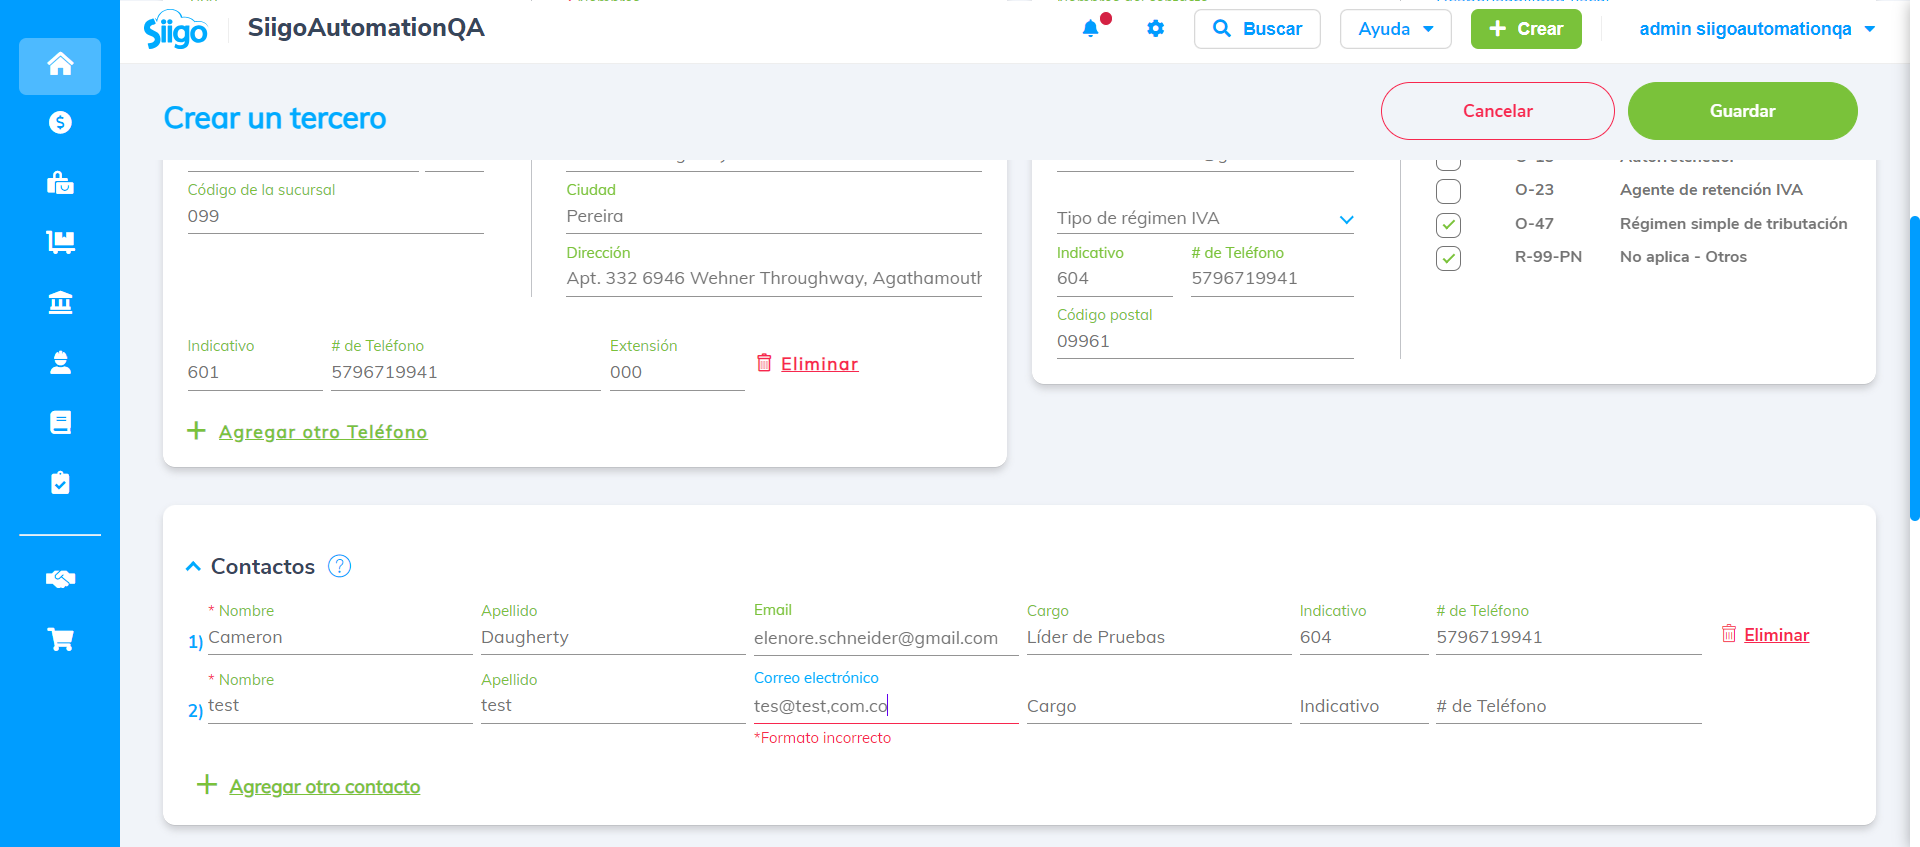 Siigo
SiigoAutomationQA
Buscar
Ayuda
Crear
admin siigoautomationqa
Crear un tercero
Cancelar
Guardar
Código de la sucursal
099
Ciudad
Pereira
Dirección
Apt. 332 6946 Wehner Throughway, Agathamouth
Indicativo
601
# de Teléfono
5796719941
Extensión
000
Eliminar
+ Agregar otro Teléfono
Tipo de régimen IVA
Indicativo
604
# de Teléfono
5796719941
Código postal
09961
O-23 Agente de retención IVA
O-47 Régimen simple de tributación
R-99-PN No aplica - Otros
Contactos ?
* Nombre Apellido Email Cargo Indicativo # de Teléfono
1) Cameron Daugherty elenore.schneider@gmail.com Líder de Pruebas 604 5796719941 Eliminar
* Nombre Apellido Correo electrónico
2) test test tes@test,com.co Cargo Indicativo # de Teléfono
*Formato incorrecto
+ Agregar otro contacto